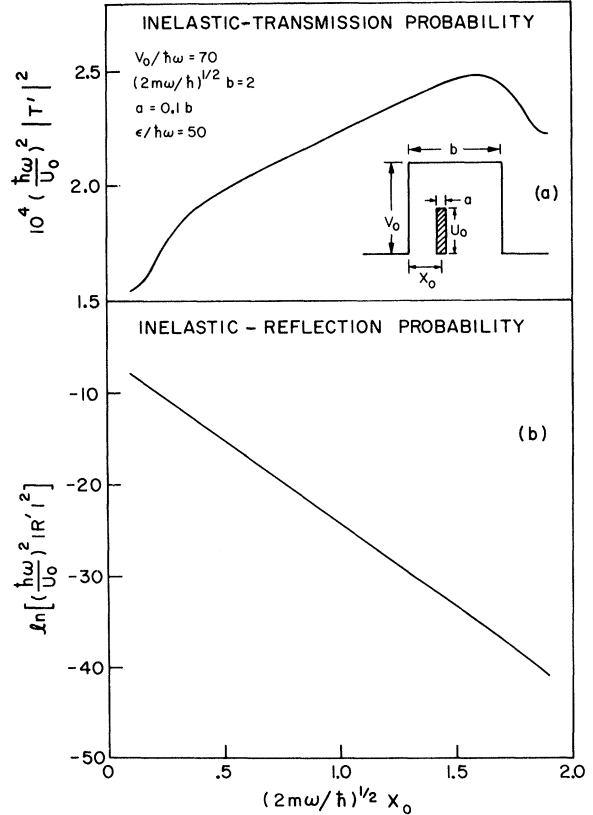 INELASTIC-TRANSMISSION PROBABILITY
V₀/ħω = 70
(2mω/ħ)^1/2 b = 2
a = 0.1 b
ϵ/ħω = 50
2.5
2.0
1.5
10⁴ (ħω/U₀)² |T'|²
b
a
V₀
U₀
X₀
(a)
INELASTIC – REFLECTION PROBABILITY
(b)
-10
-20
-30
-40
-50
ℓn[(ħω/U₀)² |R'|²]
0
.5
1.0
1.5
2.0
(2mω/ħ)^1/2 X₀